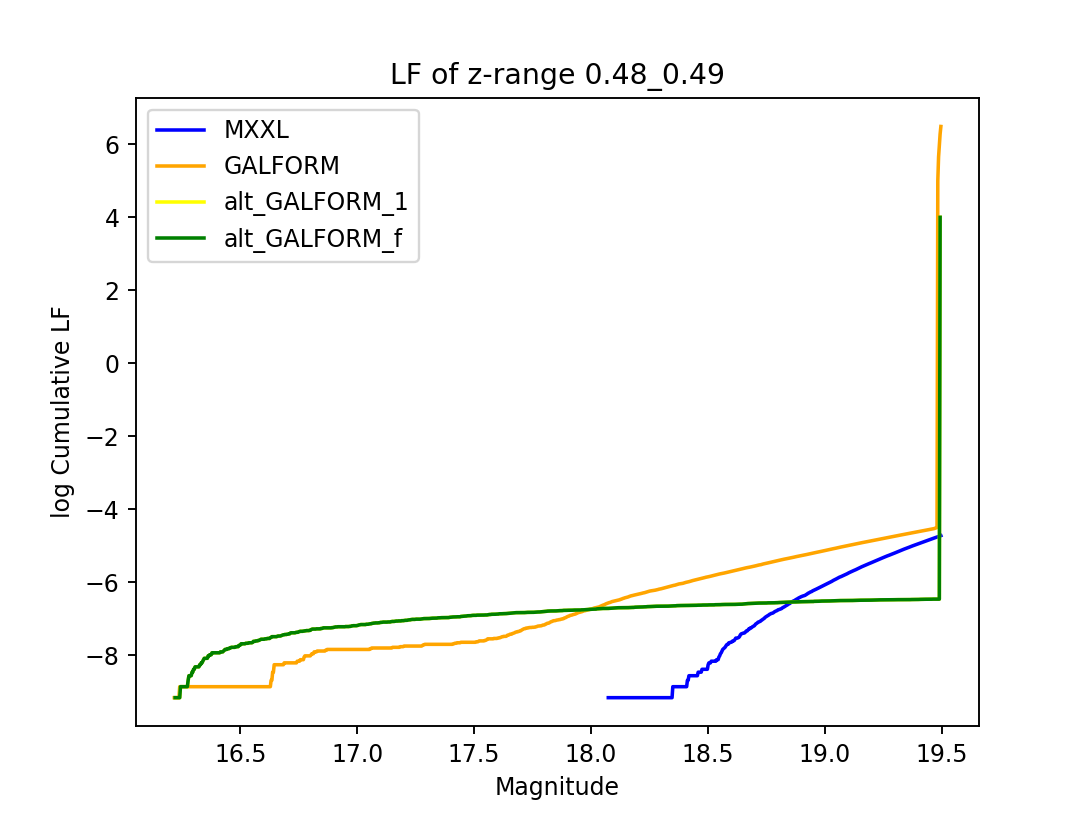 LF of z-range 0.48_0.49
MXXL
GALFORM
alt_GALFORM_1
alt_GALFORM_f
log Cumulative LF
6
4
2
0
−2
−4
−6
−8
16.5 17.0 17.5 18.0 18.5 19.0 19.5
Magnitude